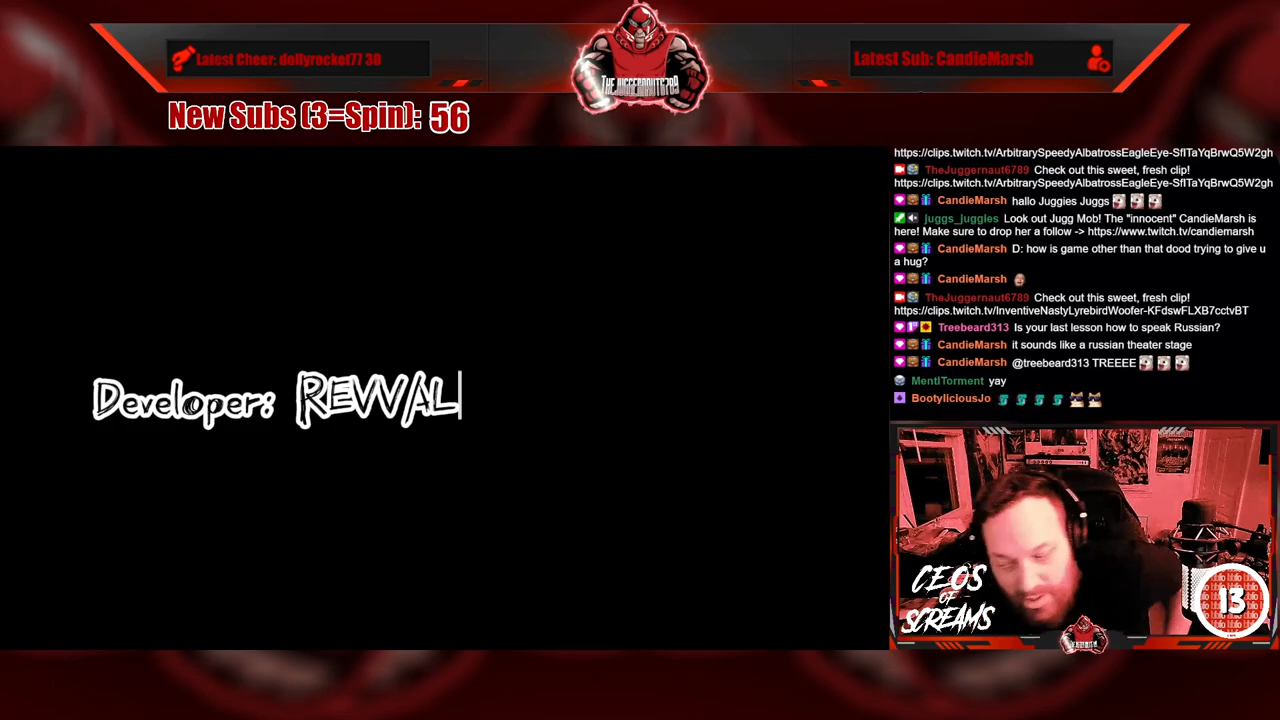 Latest Cheer: dollyrocket77 30
THEJUGGERNAUT6789
Latest Sub: CandieMarsh
New Subs (3=Spin): 56
https://clips.twitch.tv/ArbitrarySpeedyAlbatrossEagleEye-SfITaYqBrwQ5W2gh
TheJuggernaut6789 Check out this sweet, fresh clip!
https://clips.twitch.tv/ArbitrarySpeedyAlbatrossEagleEye-SfITaYqBrwQ5W2gh
CandieMarsh hallo Juggies Juggs
juggs_juggles Look out Jugg Mob! The "innocent" CandieMarsh is
here! Make sure to drop her a follow -> https://www.twitch.tv/candiemarsh
CandieMarsh D: how is game other than that dood trying to give u
a hug?
CandieMarsh
TheJuggernaut6789 Check out this sweet, fresh clip!
https://clips.twitch.tv/InventiveNastyLyrebirdWoofer-KFdswFLXB7cctvBT
Treebeard313 Is your last lesson how to speak Russian?
CandieMarsh it sounds like a russian theater stage
CandieMarsh @treebeard313 TREEEE
MentlTorment yay
BootyliciousJo
Developer: REVVAL
CEOS
OF
SCREAMS
13